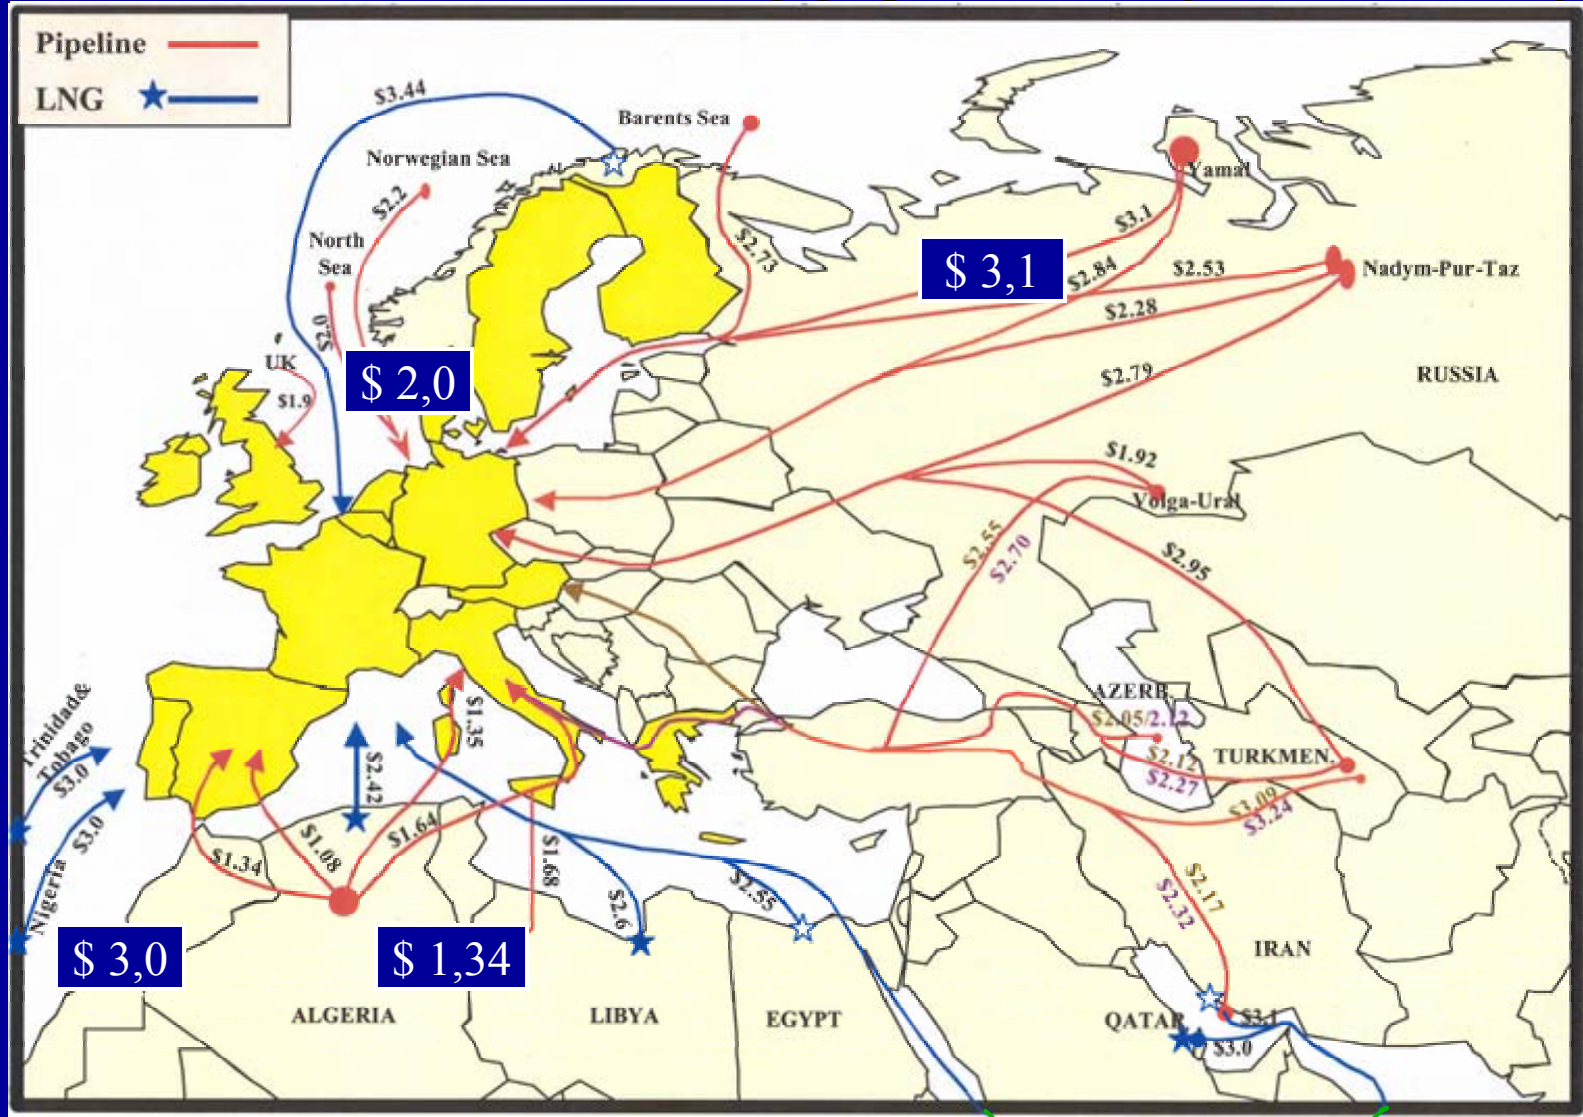 Pipeline
LNG
$3.44
Barents Sea
Norwegian Sea
Yamal
$2.2
$3.1
North
Sea
$2.73
$ 3,1
$2.84
$2.53
Nadym-Pur-Taz
$2.28
$2.0
UK
$ 2,0
$2.79
RUSSIA
$1.9
$1.92
Volga-Ural
$2.55
$2.70
$2.95
AZERB.
$2.05/2.12
$1.35
Trinidad&
Tobago
$3.0
$2.42
$2.12
TURKMEN.
$2.27
$3.09
$3.24
$3.0
$1.34
$1.08
$1.64
$1.68
$2.6
$2.55
$2.17
$2.32
Nigeria
$ 3,0
$ 1,34
IRAN
ALGERIA
LIBYA
EGYPT
QATAR
$3.1
$3.0